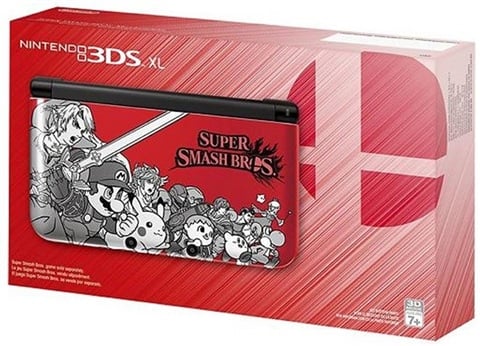 NINTENDO 3DS XL
SUPER
SMASH BROS.
Super Smash Bros. game sold separately.
Le jeu Super Smash Bros. vendu séparément.
El juego Super Smash Bros. se vende por separado.
3D
7+